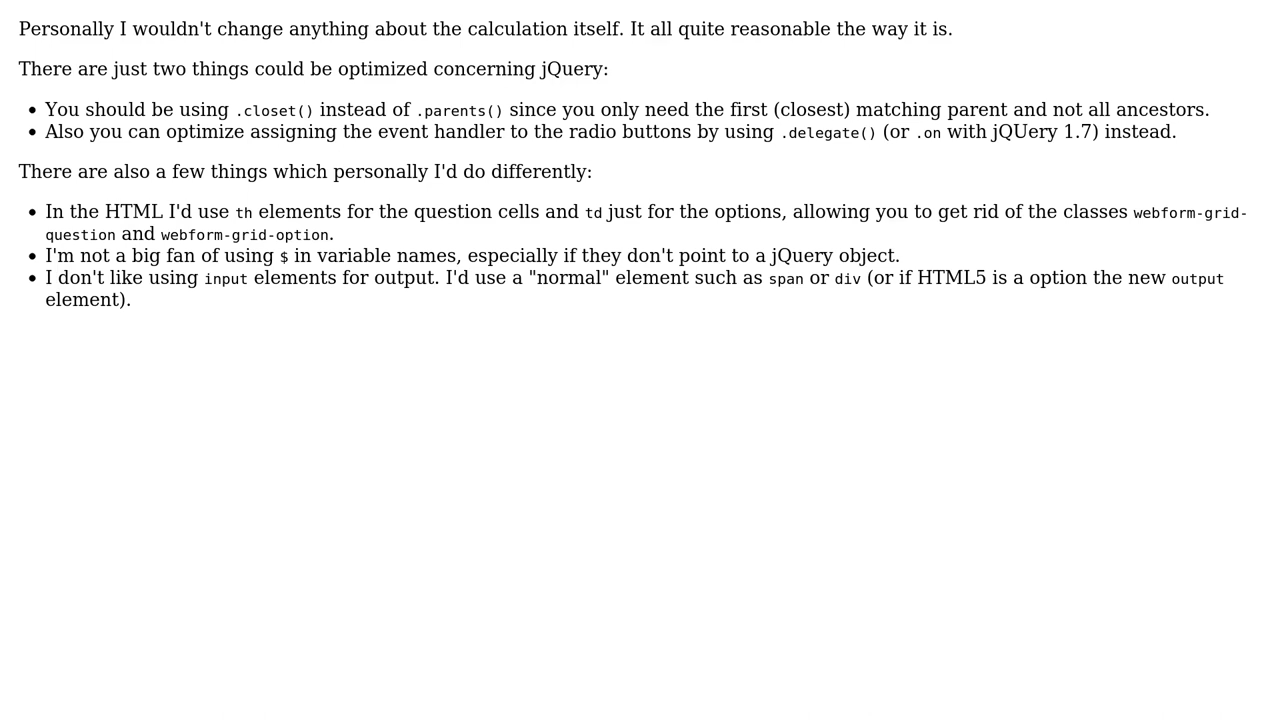 Personally I wouldn't change anything about the calculation itself. It all quite reasonable the way it is.
There are just two things could be optimized concerning jQuery:
• You should be using .closet() instead of .parents() since you only need the first (closest) matching parent and not all ancestors.
• Also you can optimize assigning the event handler to the radio buttons by using .delegate() (or .on with jQUery 1.7) instead.
There are also a few things which personally I'd do differently:
• In the HTML I'd use th elements for the question cells and td just for the options, allowing you to get rid of the classes webform-grid-
question and webform-grid-option.
• I'm not a big fan of using $ in variable names, especially if they don't point to a jQuery object.
• I don't like using input elements for output. I'd use a "normal" element such as span or div (or if HTML5 is a option the new output
element).